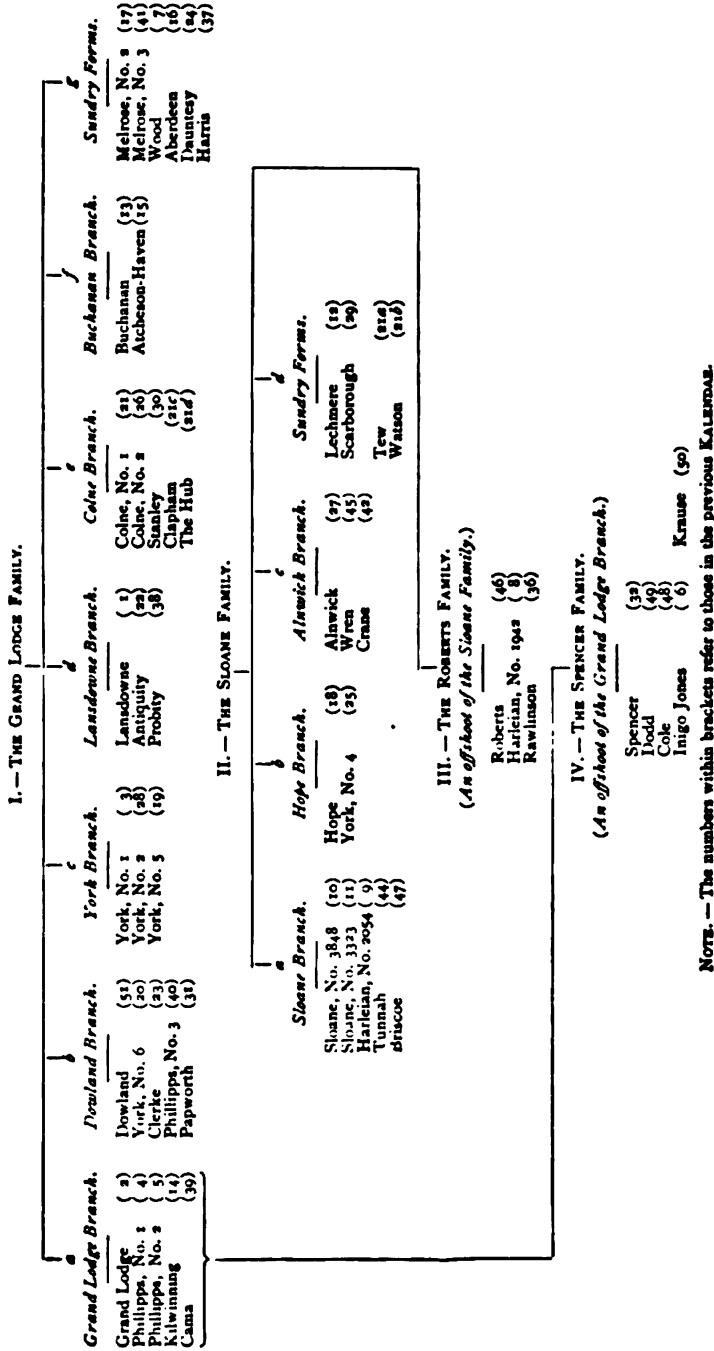 I. — THE GRAND LODGE FAMILY.
a
Grand Lodge Branch.
Grand Lodge ( 2)
Phillipps, No. 1 ( 4)
Phillipps, No. 2 ( 5)
Kilwinning (14)
Cama (39)
b
Dowland Branch.
Dowland (51)
York, No. 6 (20)
Clerke (23)
Phillipps, No. 3 (40)
Papworth (31)
c
York Branch.
York, No. 1 ( 3)
York, No. 2 (28)
York, No. 5 (19)
d
Lansdowne Branch.
Lansdowne ( 1)
Antiquity (22)
Probity (38)
e
Colne Branch.
Colne, No. 1 (21)
Colne, No. 2 (26)
Stanley (30)
Clapham (21c)
The Hub (21d)
f
Buchanan Branch.
Buchanan (13)
Atcheson-Haven (15)
g
Sundry Forms.
Melrose, No. 2 (17)
Melrose, No. 3 (41)
Wood ( 7)
Aberdeen (16)
Dauntesy (24)
Harris (37)
II. — THE SLOANE FAMILY.
a
Sloane Branch.
Sloane, No. 3848 (10)
Sloane, No. 3323 (11)
Harleian, No. 2054 ( 9)
Tunnah (44)
Briscoe (47)
b
Hope Branch.
Hope (18)
York, No. 4 (25)
c
Alnwick Branch.
Alnwick (27)
Wren (45)
Crane (42)
d
Sundry Forms.
Lechmere (12)
Scarborough (29)
Tew (21a)
Watson (21b)
III. — THE ROBERTS FAMILY.
(An offshoot of the Sloane Family.)
Roberts (46)
Harleian, No. 1942 ( 8)
Rawlinson (36)
IV. — THE SPENCER FAMILY.
(An offshoot of the Grand Lodge Branch.)
Spencer (32)
Dodd (49)
Cole (48)
Inigo Jones ( 6)
Krause (50)
NOTE. — The numbers within brackets refer to those in the previous KALENDAR.